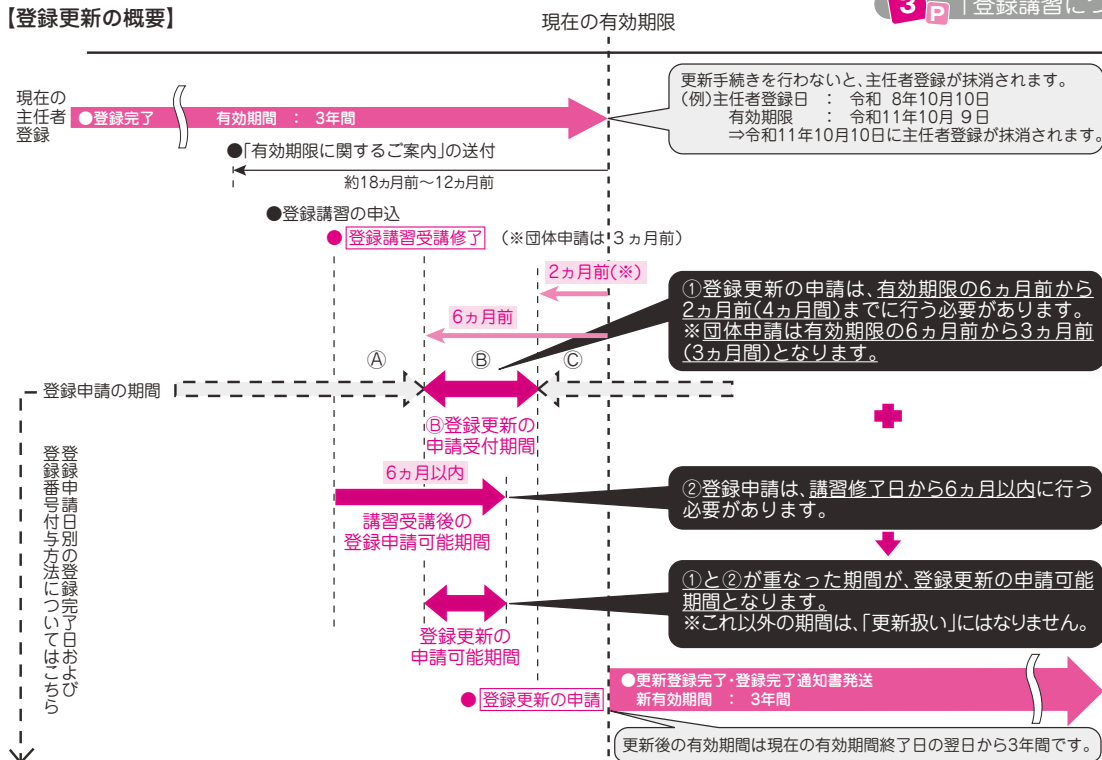 【登録更新の概要】
3 P 「登録講習につ
現在の有効期限
現在の
主任者
登録
●登録完了 有効期間 ： 3年間
更新手続きを行わないと、主任者登録が抹消されます。
(例)主任者登録日 ： 令和 8年10月10日
有効期限 ： 令和11年10月 9日
⇒令和11年10月10日に主任者登録が抹消されます。
●「有効期限に関するご案内」の送付
約18ヵ月前～12ヵ月前
●登録講習の申込
●登録講習受講修了 (※団体申請は3ヵ月前)
2ヵ月前(※)
6ヵ月前
①登録更新の申請は、有効期限の6ヵ月前から
2ヵ月前(4ヵ月間)までに行う必要があります。
※団体申請は有効期限の6ヵ月前から3ヵ月前
(3ヵ月間)となります。
Ⓐ Ⓑ Ⓒ
登録申請の期間
Ⓑ登録更新の
申請受付期間
6ヵ月以内
講習受講後の
登録申請可能期間
②登録申請は、講習修了日から6ヵ月以内に行う
必要があります。
①と②が重なった期間が、登録更新の申請可能
期間となります。
※これ以外の期間は、「更新扱い」にはなりません。
登録更新の
申請可能期間
登録申請日別の登録完了日および
登録番号付与方法についてはこちら
●登録更新の申請
●更新登録完了・登録完了通知書発送
新有効期間 ： 3年間
更新後の有効期間は現在の有効期間終了日の翌日から3年間です。